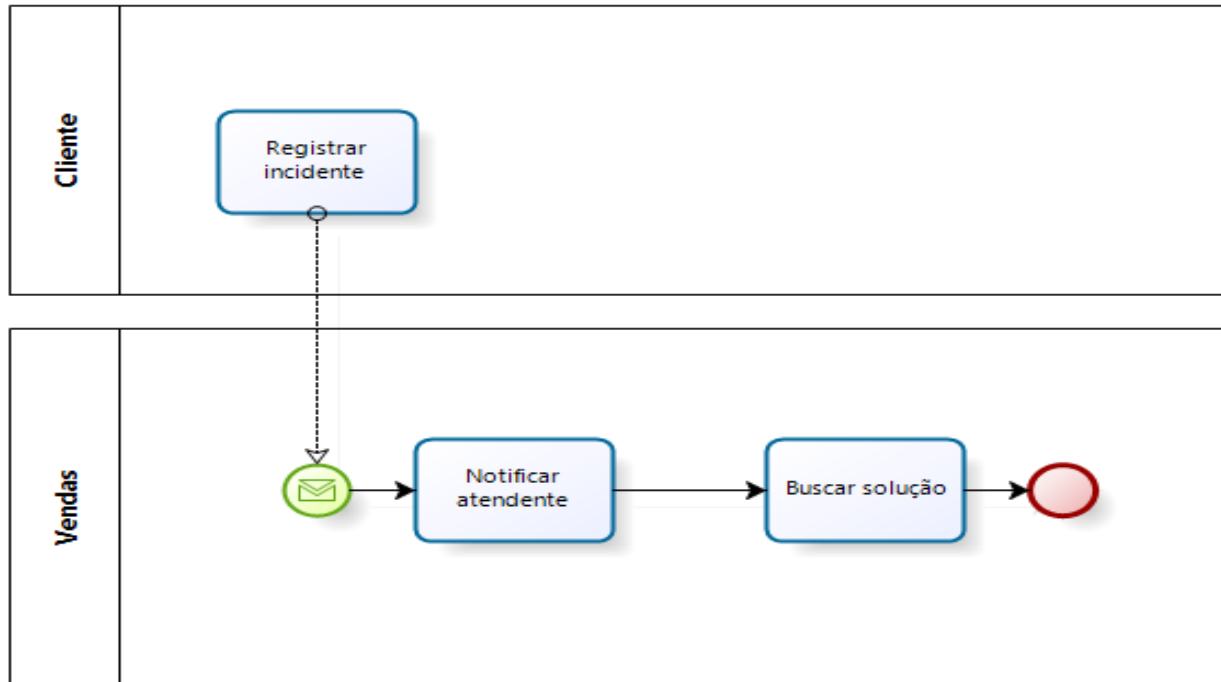 Cliente
Registrar
incidente
Vendas
Notificar
atendente
Buscar solução